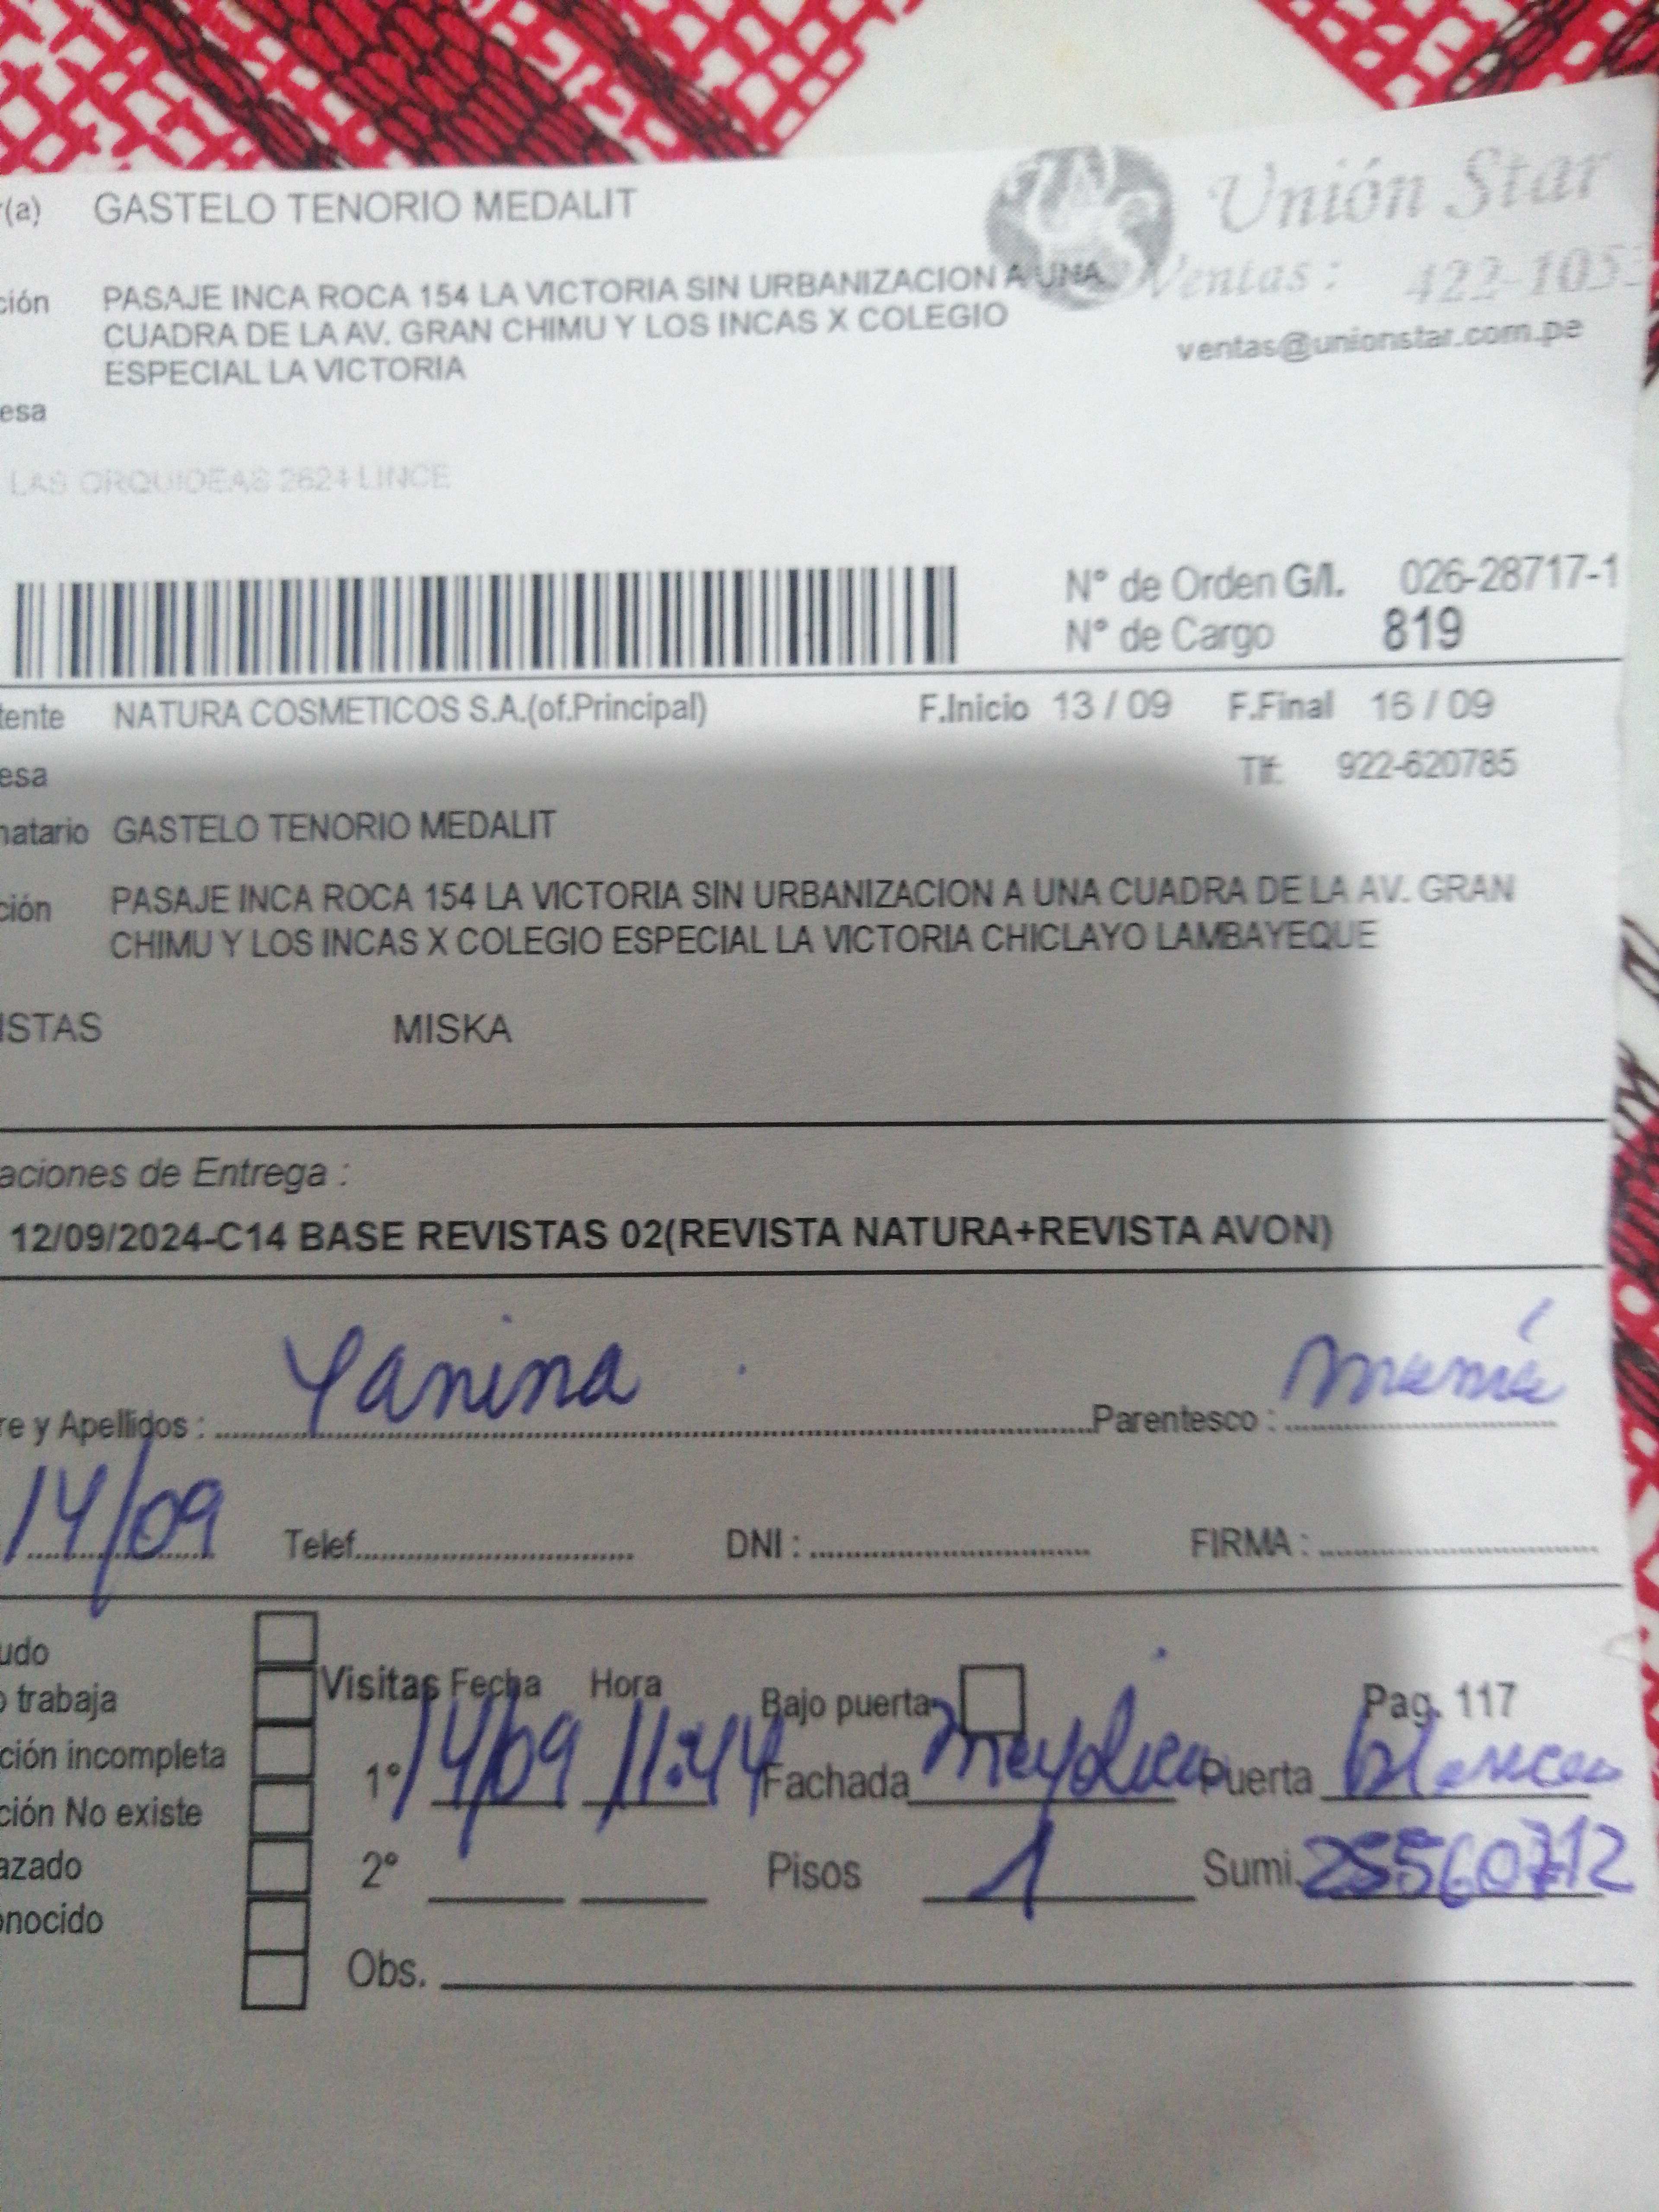 r(a) GASTELO TENORIO MEDALIT
Unión Star
ción PASAJE INCA ROCA 154 LA VICTORIA SIN URBANIZACION A UNA
Ventas : 422-105
CUADRA DE LA AV. GRAN CHIMU Y LOS INCAS X COLEGIO
ventas@unionstar.com.pe
ESPECIAL LA VICTORIA
esa
LAS ORQUIDEAS 2621 LINCE
N° de Orden G/I. 026-28717-1
N° de Cargo 819
tente NATURA COSMETICOS S.A.(of.Principal) F.Inicio 13 / 09 F.Final 16 / 09
esa Tlf: 922-620785
natario GASTELO TENORIO MEDALIT
ción PASAJE INCA ROCA 154 LA VICTORIA SIN URBANIZACION A UNA CUADRA DE LA AV. GRAN
CHIMU Y LOS INCAS X COLEGIO ESPECIAL LA VICTORIA CHICLAYO LAMBAYEQUE
ISTAS MISKA
aciones de Entrega :
12/09/2024-C14 BASE REVISTAS 02(REVISTA NATURA+REVISTA AVON)
re y Apellidos : Yanina Parentesco : mamá
14/09 Telef. DNI : FIRMA :
udo
o trabaja Visitas Fecha Hora Bajo puerta Pag. 117
ción incompleta 1° 14/09 11:44 Fachada Puerta blanca
ción No existe
azado 2° Pisos 1 Sumi. 25560712
onocido
Obs.